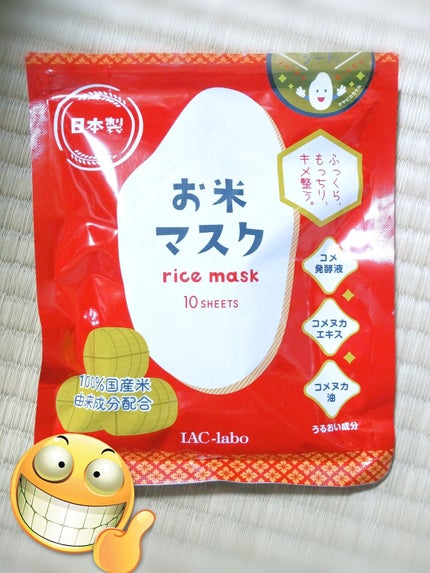 日本製
お米
マスク
rice mask
10 SHEETS
ふっくら、
もっちり、
キメ整う。
コメ
発酵液
コメヌカ
エキス
コメヌカ
油
うるおい成分
100%国産米
由来成分配合
IAC-labo